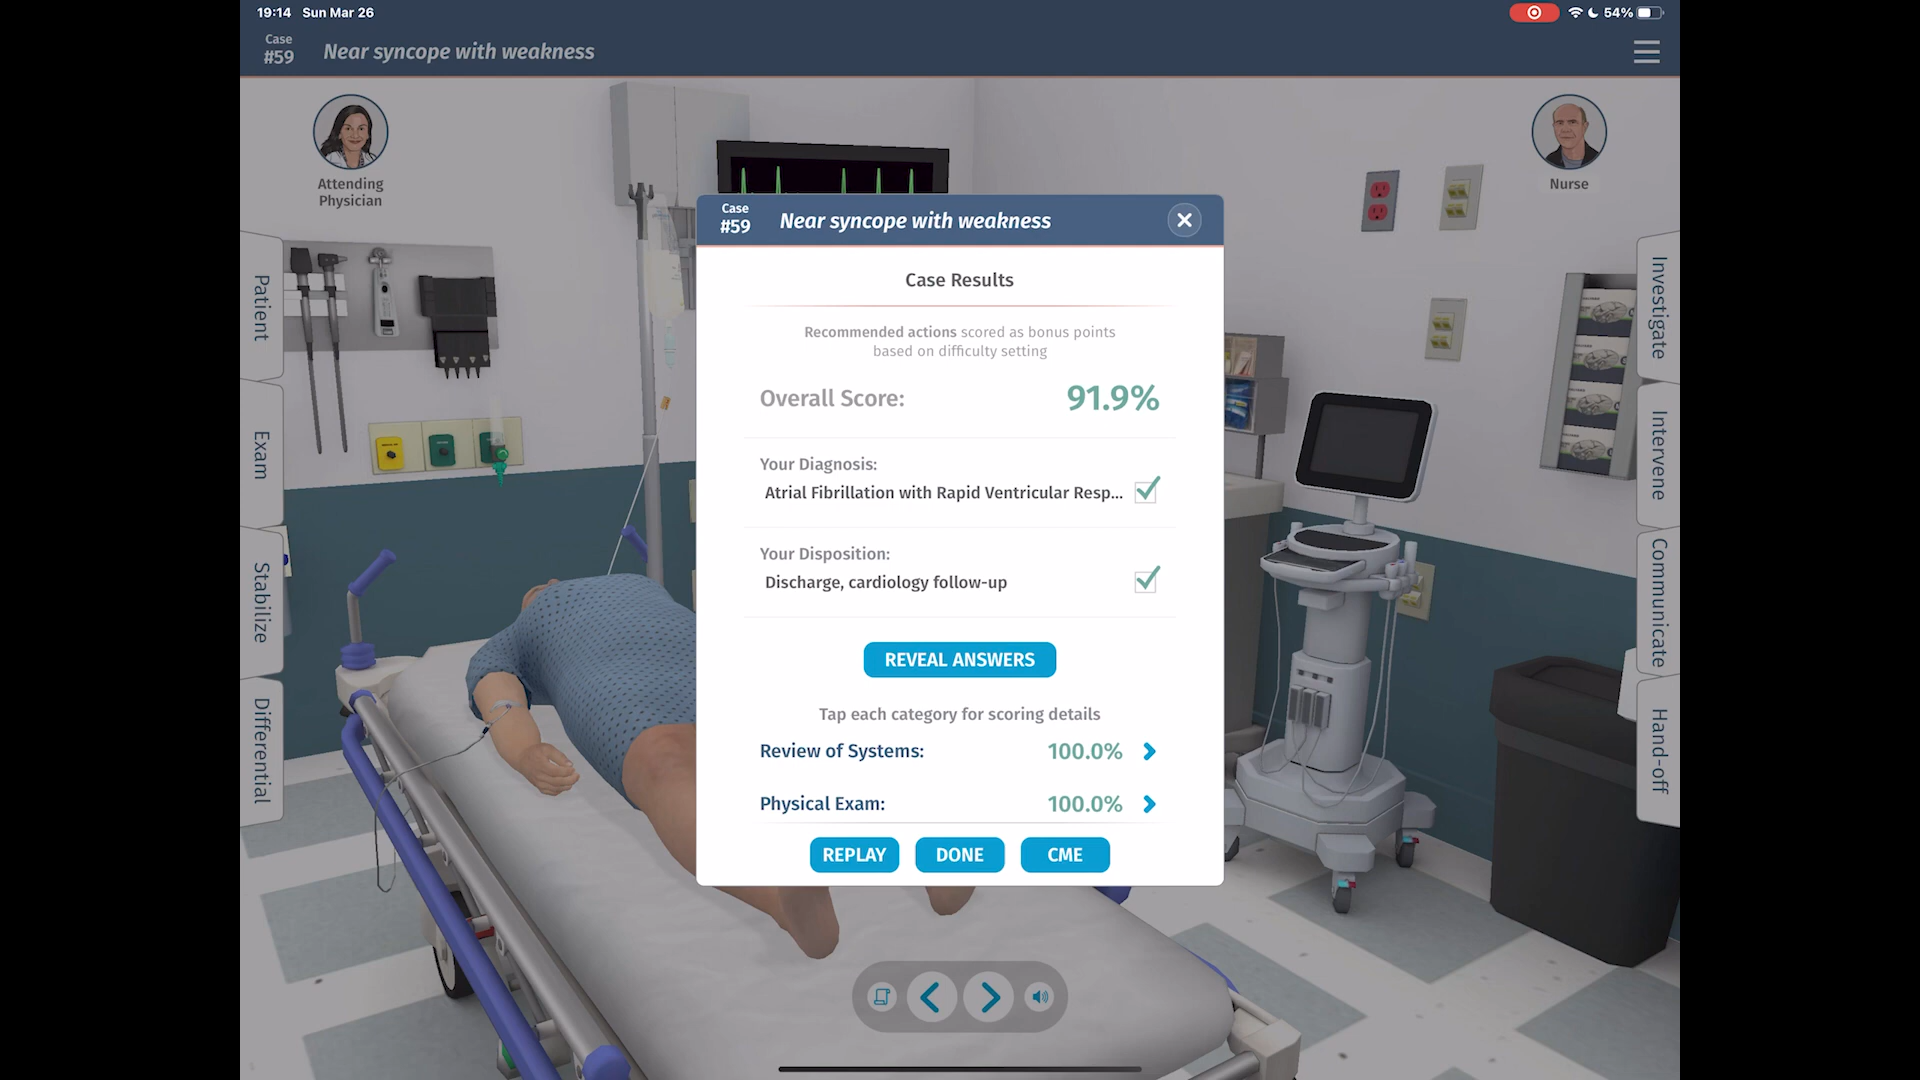 19:14 Sun Mar 26
54%
Case
#59
Near syncope with weakness
Attending
Physician
Nurse
Patient
Exam
Stabilize
Differential
Investigate
Intervene
Communicate
Hand-off
Case
#59
Near syncope with weakness
Case Results
Recommended actions scored as bonus points
based on difficulty setting
Overall Score: 91.9%
Your Diagnosis:
Atrial Fibrillation with Rapid Ventricular Resp...
Your Disposition:
Discharge, cardiology follow-up
REVEAL ANSWERS
Tap each category for scoring details
Review of Systems: 100.0%
Physical Exam: 100.0%
REPLAY DONE CME